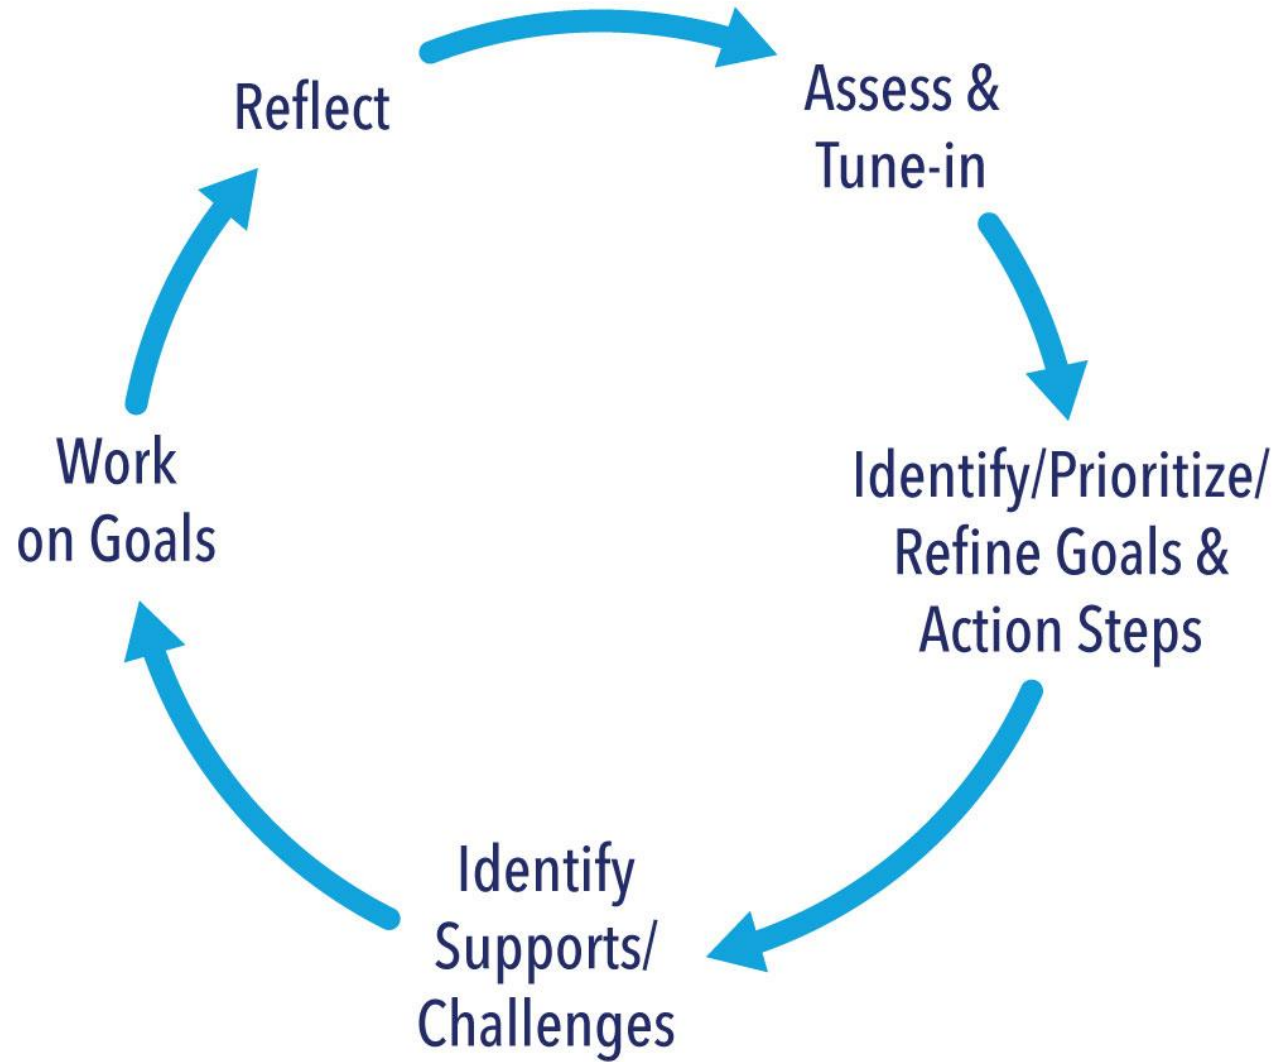 Reflect
Assess &
Tune-in
Identify/Prioritize/
Refine Goals &
Action Steps
Identify
Supports/
Challenges
Work
on Goals